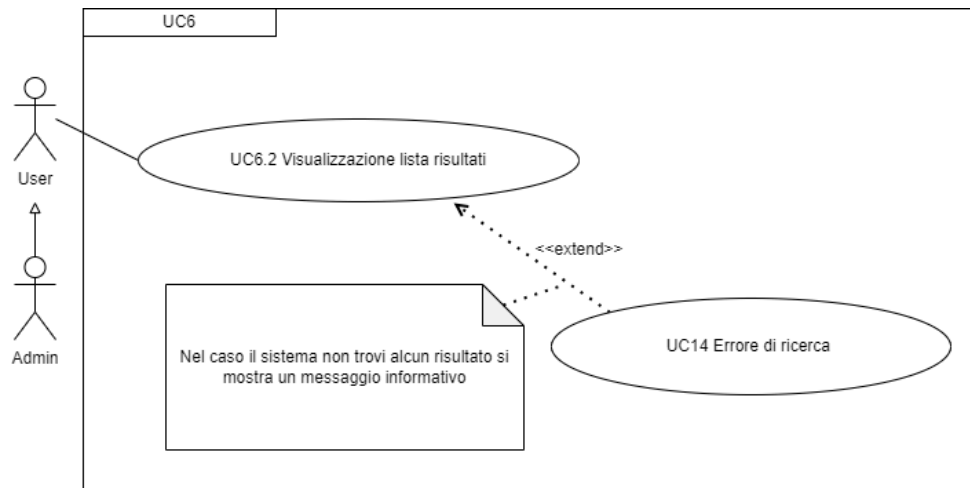 UC6
UC6.2 Visualizzazione lista risultati
User
<<extend>>
Nel caso il sistema non trovi alcun risultato si
mostra un messaggio informativo
UC14 Errore di ricerca
Admin